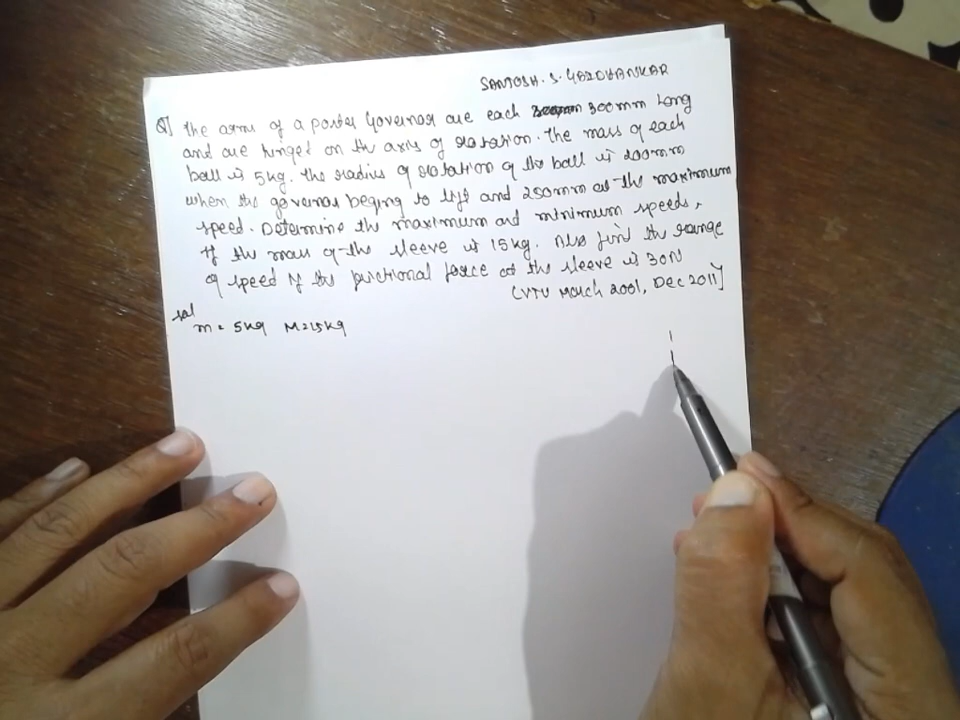 SANTOSH. S. GAIDHANKAR
Q] The arms of a porter Governor are each 300mm long
and are hinged on the axis of rotation. The mass of each
ball is 5kg. The radius of rotation of the ball is 200mm
when the governor begins to lift and 250mm at the maximum
speed. Determine the maximum and minimum speeds,
if the mass of the sleeve is 15kg. Also find the range
of speed if the frictional force at the sleeve is 30N
[VTU March 2001, Dec 2011]
sol
m = 5kg M=15kg